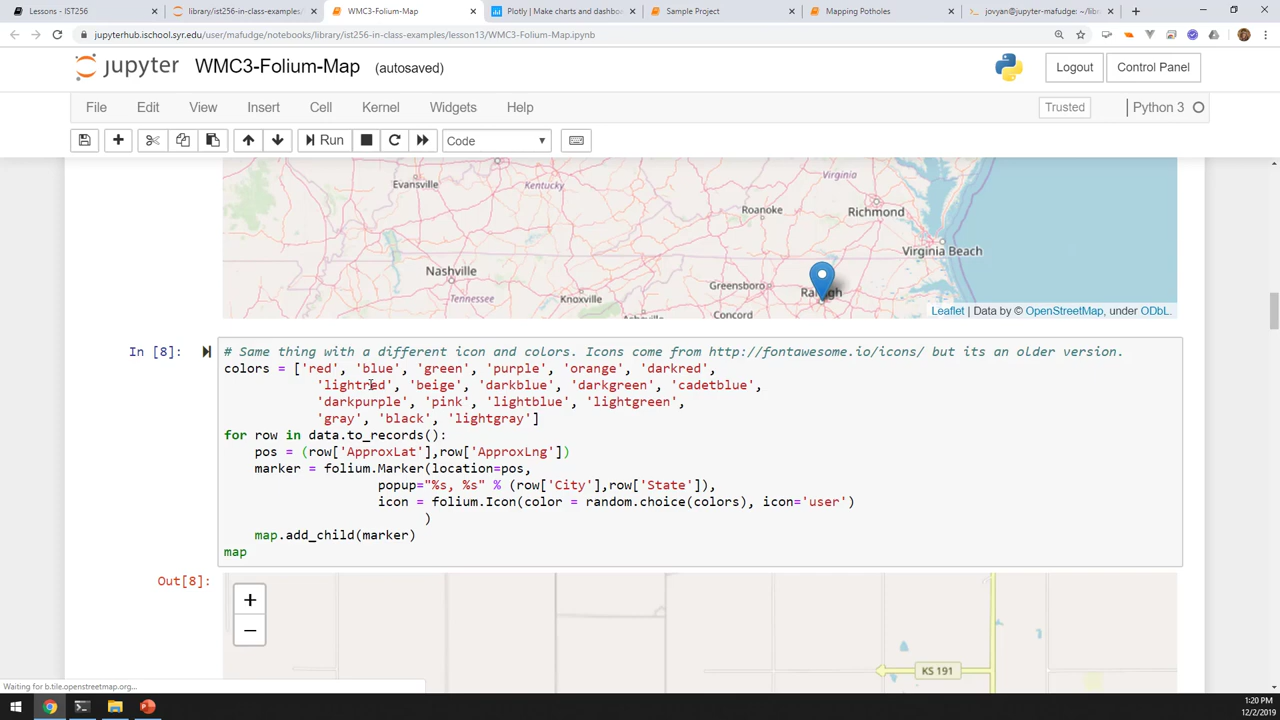 Lessons - IST256
library/ist256-in-class-examples/
WMC3-Folium-Map
Plotly | Make charts and dashbo
Sample Project
Mapping Potholes
jovyan@jupyter-mafudge: ~/libr
jupyterhub.ischool.syr.edu/user/mafudge/notebooks/library/ist256-in-class-examples/lesson13/WMC3-Folium-Map.ipynb
jupyter WMC3-Folium-Map (autosaved) Logout Control Panel
File Edit View Insert Cell Kernel Widgets Help Trusted Python 3
Run Code
Evansville Kentucky Virginia
Roanoke Richmond
Virginia Beach
Nashville Greensboro Raleigh
Tennessee Knoxville Concord
Leaflet | Data by © OpenStreetMap, under ODbL.
In [8]: # Same thing with a different icon and colors. Icons come from http://fontawesome.io/icons/ but its an older version.
colors = ['red', 'blue', 'green', 'purple', 'orange', 'darkred',
'lightred', 'beige', 'darkblue', 'darkgreen', 'cadetblue',
'darkpurple', 'pink', 'lightblue', 'lightgreen',
'gray', 'black', 'lightgray']
for row in data.to_records():
pos = (row['ApproxLat'],row['ApproxLng'])
marker = folium.Marker(location=pos,
popup="%s, %s" % (row['City'],row['State']),
icon = folium.Icon(color = random.choice(colors), icon='user')
)
map.add_child(marker)
map
Out[8]:
+
−
KS 191
Waiting for b.tile.openstreetmap.org...
1:20 PM
12/2/2019